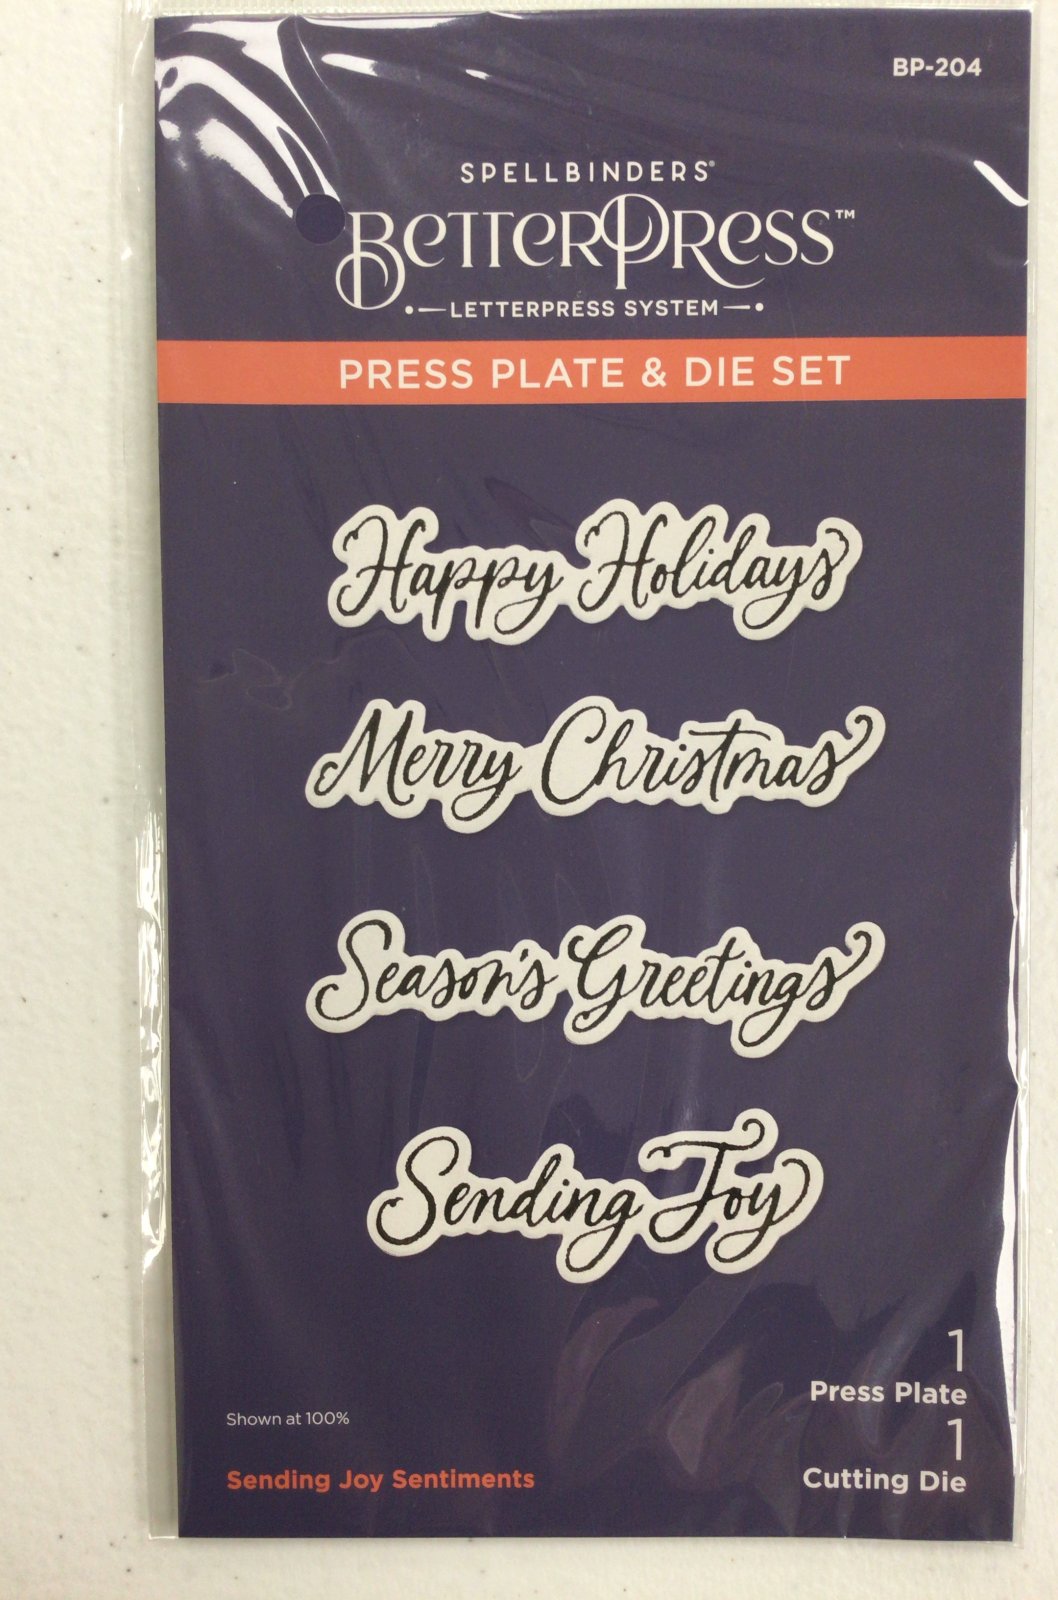 BP-204
SPELLBINDERS®
BETTERPRESS™
LETTERPRESS SYSTEM
PRESS PLATE & DIE SET
Happy Holidays
Merry Christmas
Season's Greetings
Sending Joy
1
Press Plate
1
Cutting Die
Shown at 100%
Sending Joy Sentiments